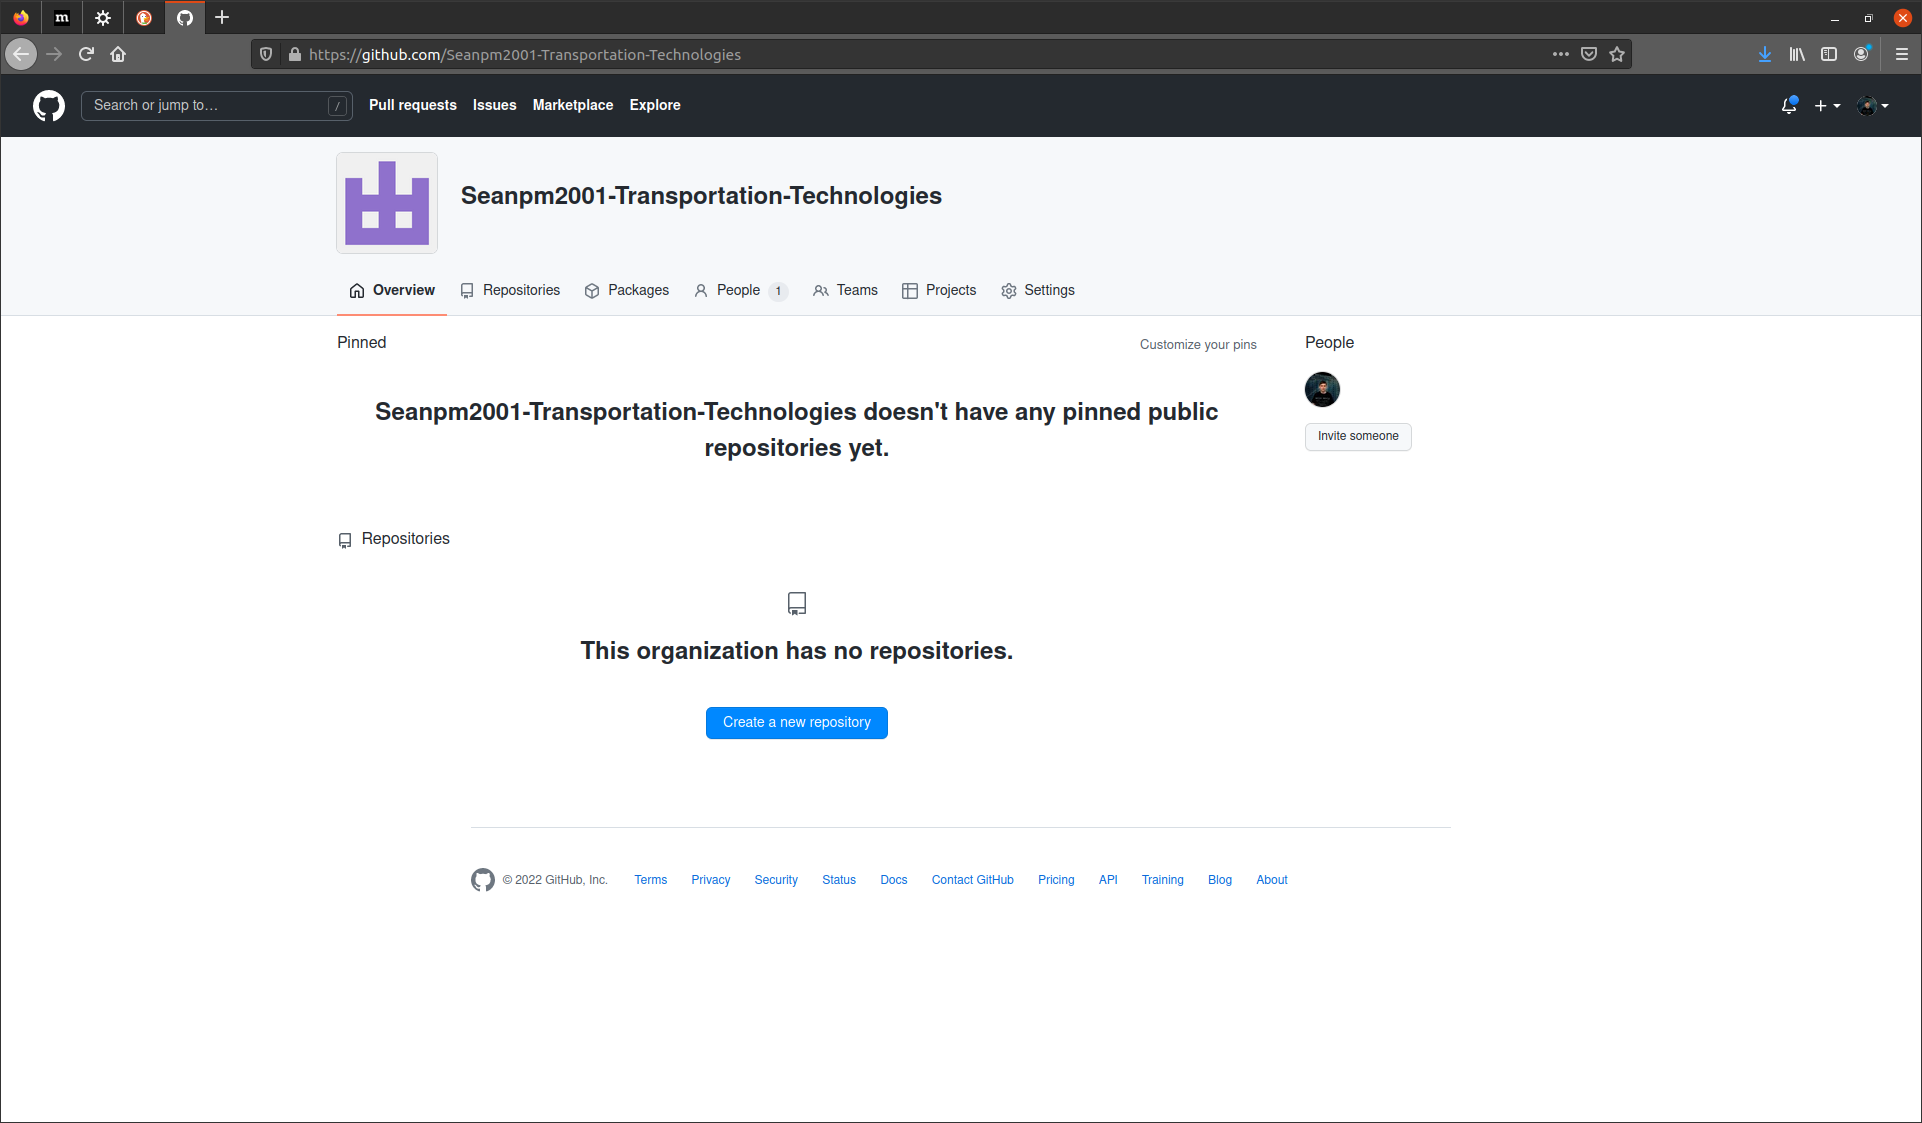 m
https://github.com/Seanpm2001-Transportation-Technologies
Search or jump to…
/
Pull requests
Issues
Marketplace
Explore
Seanpm2001-Transportation-Technologies
Overview
Repositories
Packages
People 1
Teams
Projects
Settings
Pinned
Customize your pins
Seanpm2001-Transportation-Technologies doesn't have any pinned public
repositories yet.
People
Invite someone
Repositories
This organization has no repositories.
Create a new repository
© 2022 GitHub, Inc.
Terms
Privacy
Security
Status
Docs
Contact GitHub
Pricing
API
Training
Blog
About